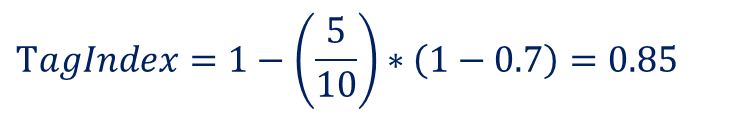 TagIndex = 1 − (5/10) * (1 − 0.7) = 0.85